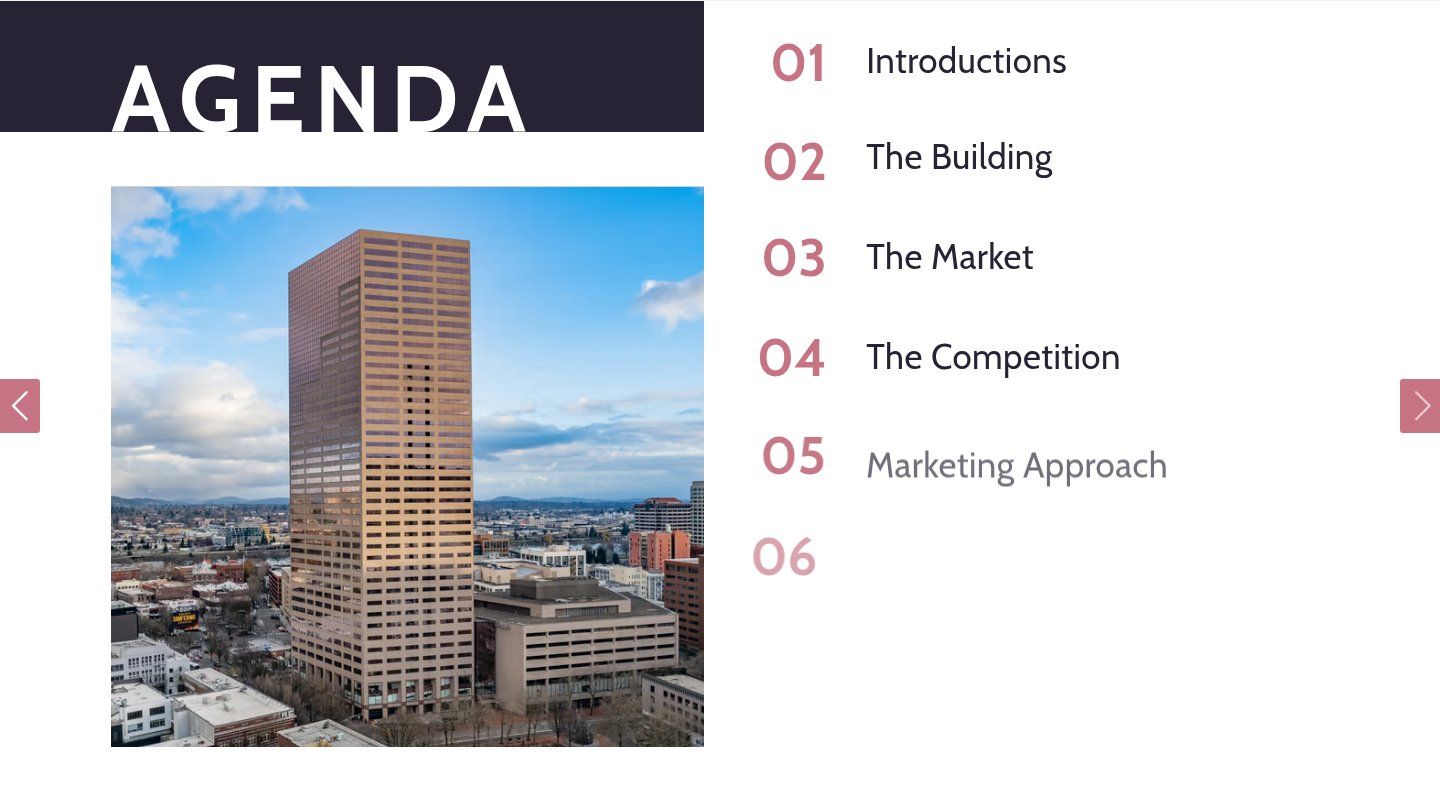 AGENDA
01 Introductions
02 The Building
03 The Market
04 The Competition
05 Marketing Approach
06